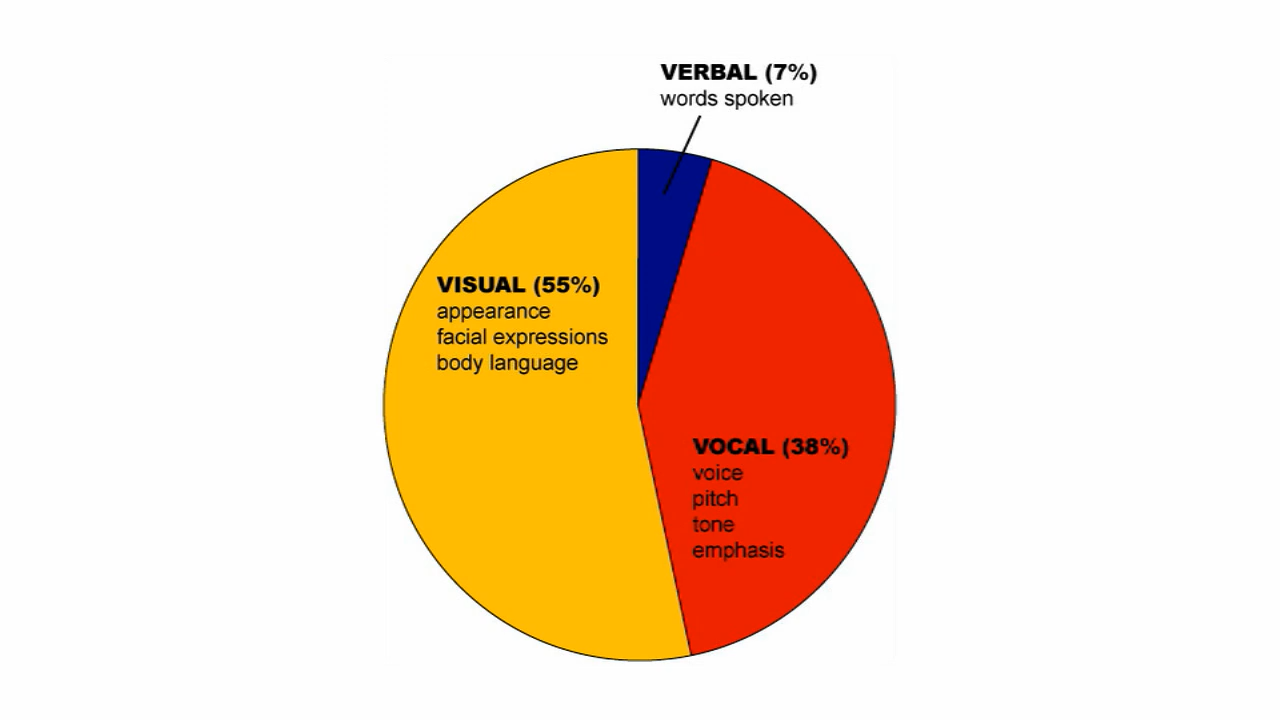 VERBAL (7%)
words spoken
VISUAL (55%)
appearance
facial expressions
body language
VOCAL (38%)
voice
pitch
tone
emphasis